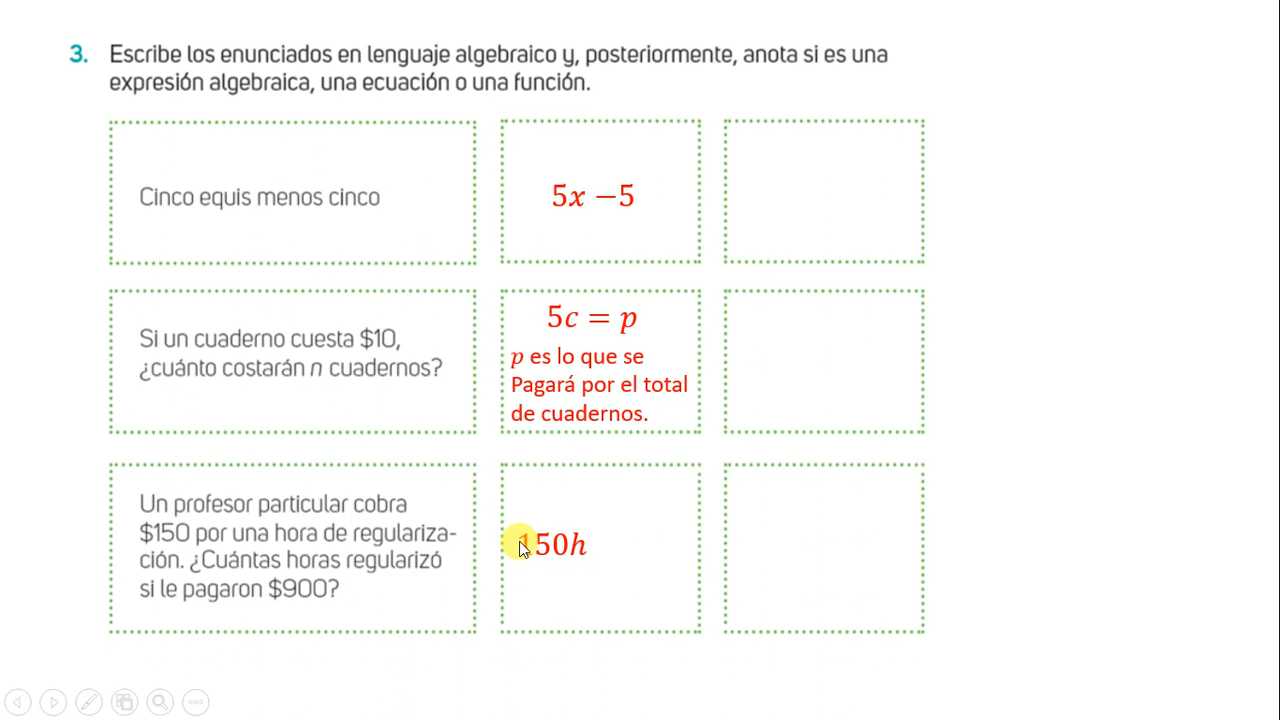 3. Escribe los enunciados en lenguaje algebraico y, posteriormente, anota si es una
expresión algebraica, una ecuación o una función.
Cinco equis menos cinco
5x −5
Si un cuaderno cuesta $10,
¿cuánto costarán n cuadernos?
5c = p
p es lo que se
Pagará por el total
de cuadernos.
Un profesor particular cobra
$150 por una hora de regulariza-
ción. ¿Cuántas horas regularizó
si le pagaron $900?
150h